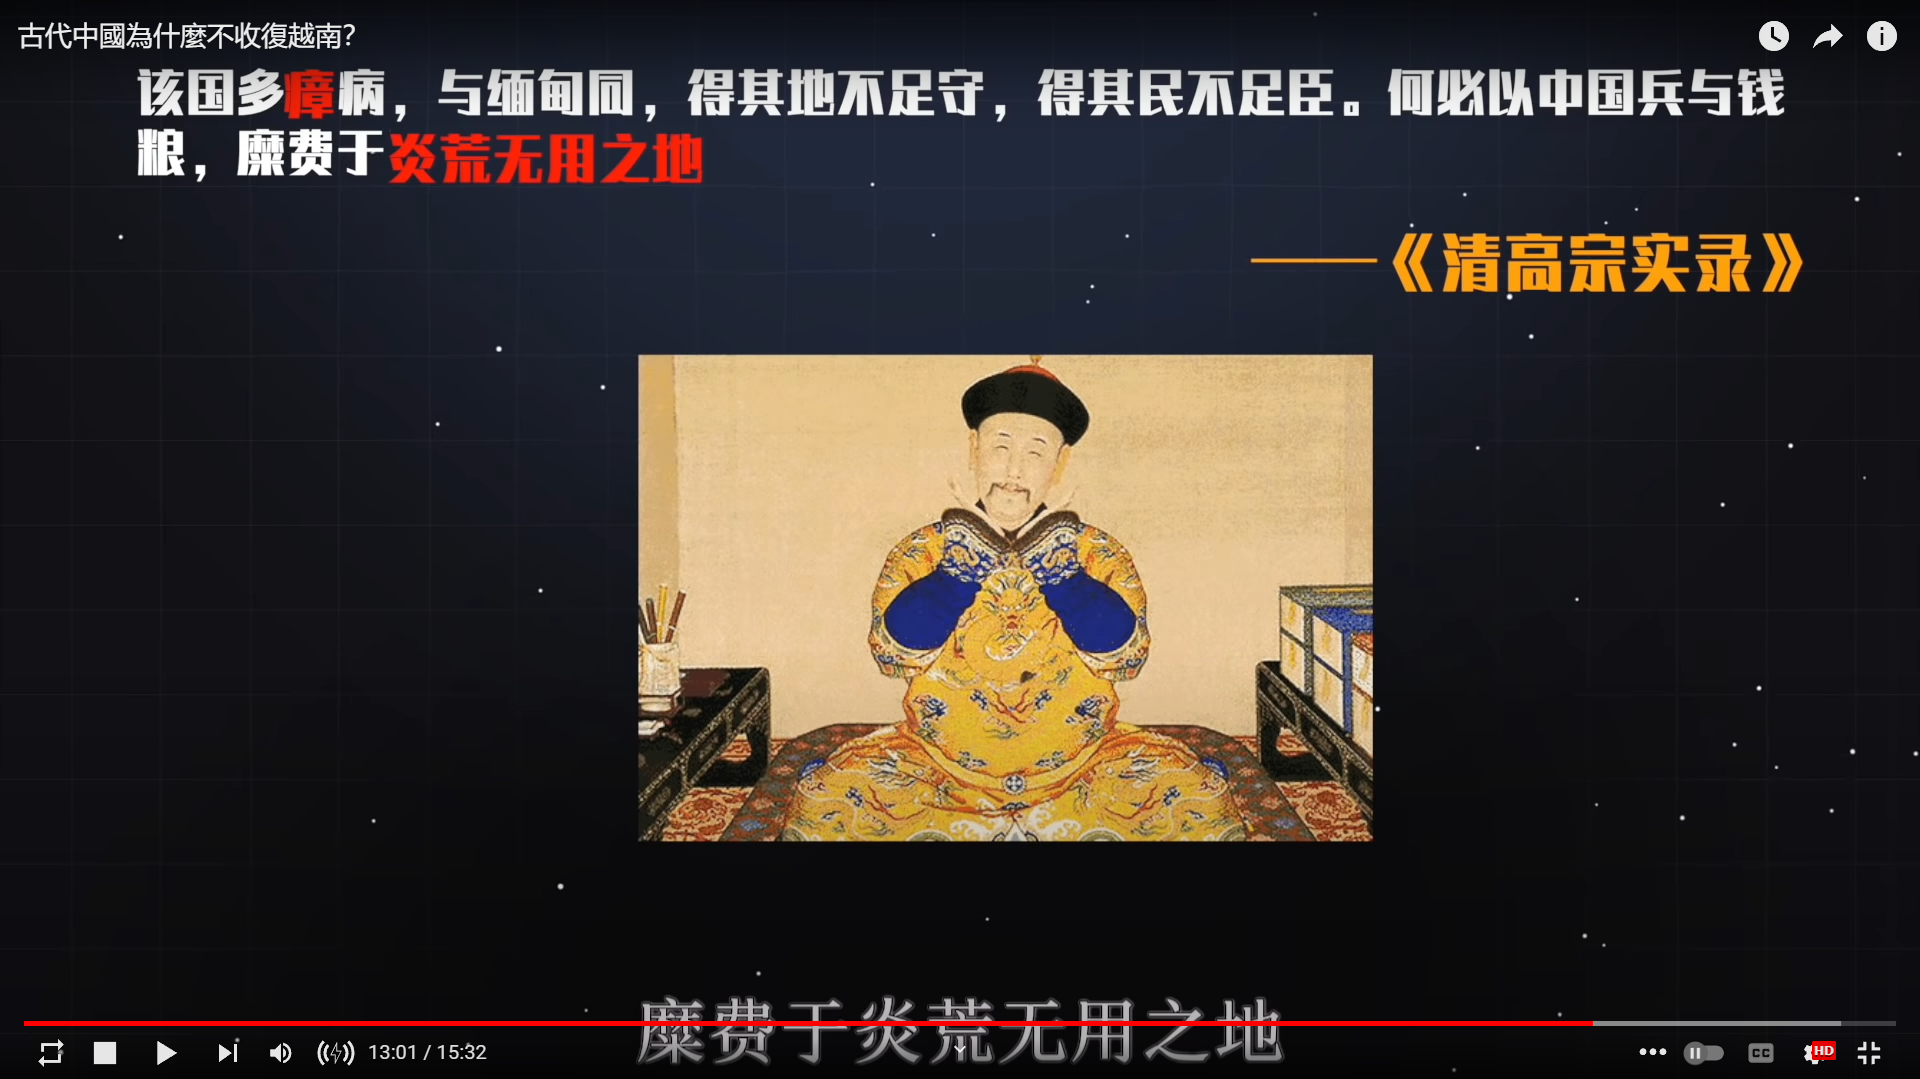 古代中國為什麼不收復越南？
该国多瘴病，与缅甸同，得其地不足守，得其民不足臣。何必以中国兵与钱
粮，糜费于炎荒无用之地
——《清高宗实录》
糜费于炎荒无用之地
13:01 / 15:32
CC
HD